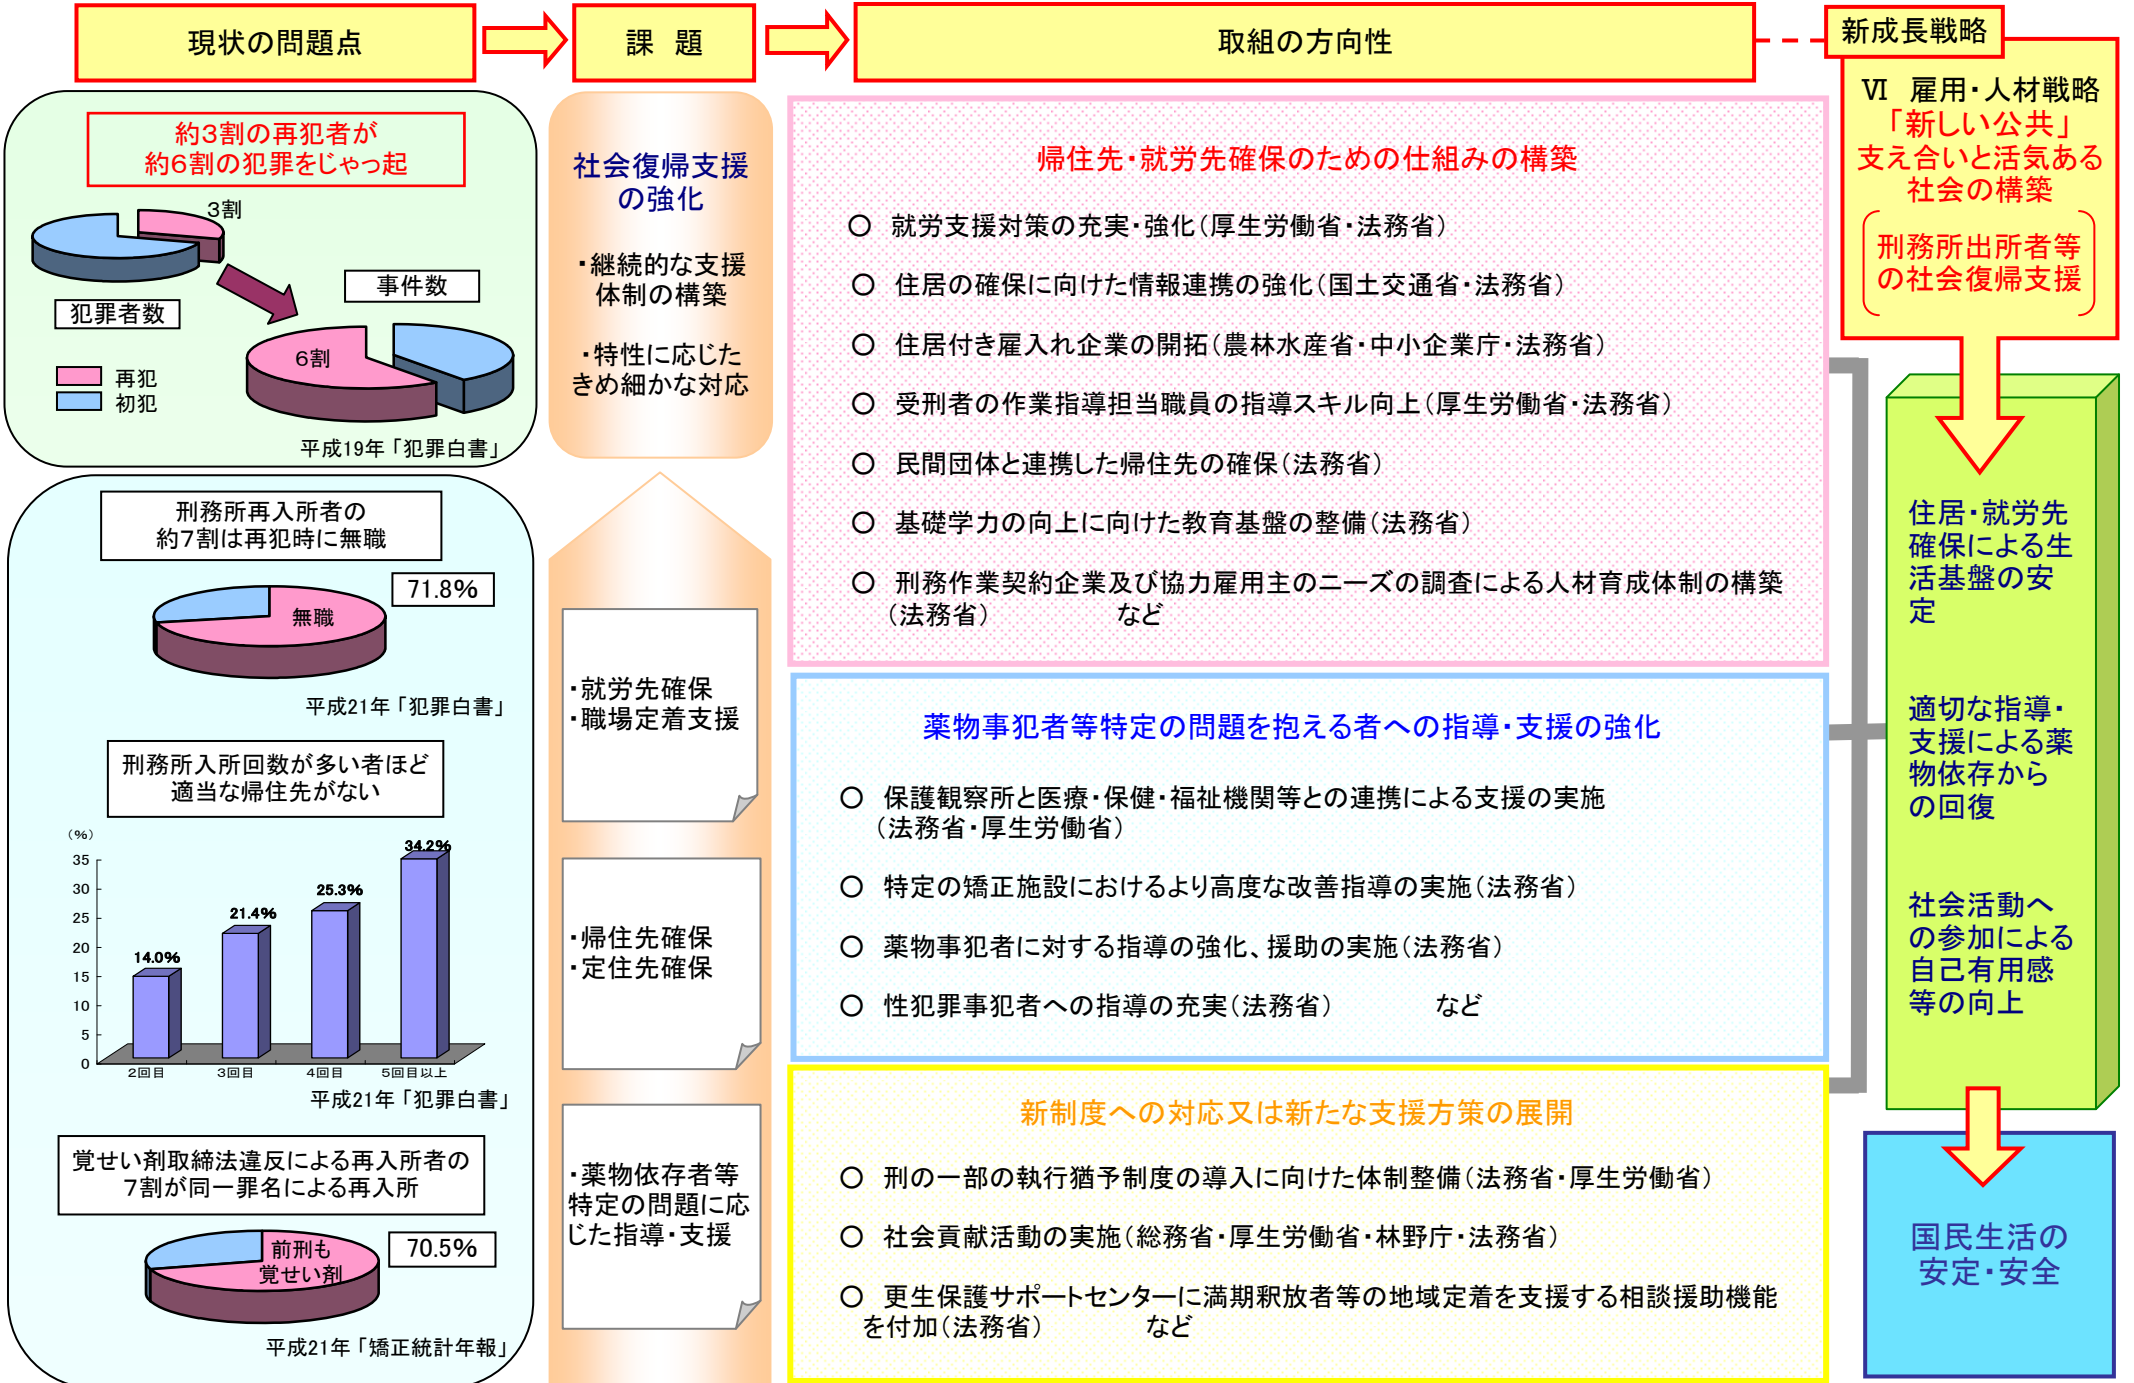 現状の問題点
課　題
取組の方向性
新成長戦略
Ⅵ　雇用・人材戦略
「新しい公共」
支え合いと活気ある
社会の構築
刑務所出所者等
の社会復帰支援
約３割の再犯者が
約６割の犯罪をじゃっ起
３割
犯罪者数
事件数
６割
再犯
初犯
平成19年「犯罪白書」
刑務所再入所者の
約７割は再犯時に無職
71.8％
無職
平成21年「犯罪白書」
刑務所入所回数が多い者ほど
適当な帰住先がない
（％）
35
30
25
20
15
10
5
0
14.0%
21.4%
25.3%
34.2%
２回目
３回目
４回目
５回目以上
平成21年「犯罪白書」
覚せい剤取締法違反による再入所者の
７割が同一罪名による再入所
70.5％
前刑も
覚せい剤
平成21年「矯正統計年報」
社会復帰支援
の強化
・継続的な支援
体制の構築
・特性に応じた
きめ細かな対応
・就労先確保
・職場定着支援
・帰住先確保
・定住先確保
・薬物依存者等
特定の問題に応
じた指導・支援
帰住先・就労先確保のための仕組みの構築
○　就労支援対策の充実・強化（厚生労働省・法務省）
○　住居の確保に向けた情報連携の強化（国土交通省・法務省）
○　住居付き雇入れ企業の開拓（農林水産省・中小企業庁・法務省）
○　受刑者の作業指導担当職員の指導スキル向上（厚生労働省・法務省）
○　民間団体と連携した帰住先の確保（法務省）
○　基礎学力の向上に向けた教育基盤の整備（法務省）
○　刑務作業契約企業及び協力雇用主のニーズの調査による人材育成体制の構築
（法務省）　　　　　など
薬物事犯者等特定の問題を抱える者への指導・支援の強化
○　保護観察所と医療・保健・福祉機関等との連携による支援の実施
（法務省・厚生労働省）
○　特定の矯正施設におけるより高度な改善指導の実施（法務省）
○　薬物事犯者に対する指導の強化、援助の実施（法務省）
○　性犯罪事犯者への指導の充実（法務省）　　　　など
新制度への対応又は新たな支援方策の展開
○　刑の一部の執行猶予制度の導入に向けた体制整備（法務省・厚生労働省）
○　社会貢献活動の実施（総務省・厚生労働省・林野庁・法務省）
○　更生保護サポートセンターに満期釈放者等の地域定着を支援する相談援助機能
を付加（法務省）　　　　など
住居・就労先
確保による生
活基盤の安
定
適切な指導・
支援による薬
物依存から
の回復
社会活動へ
の参加による
自己有用感
等の向上
国民生活の
安定・安全